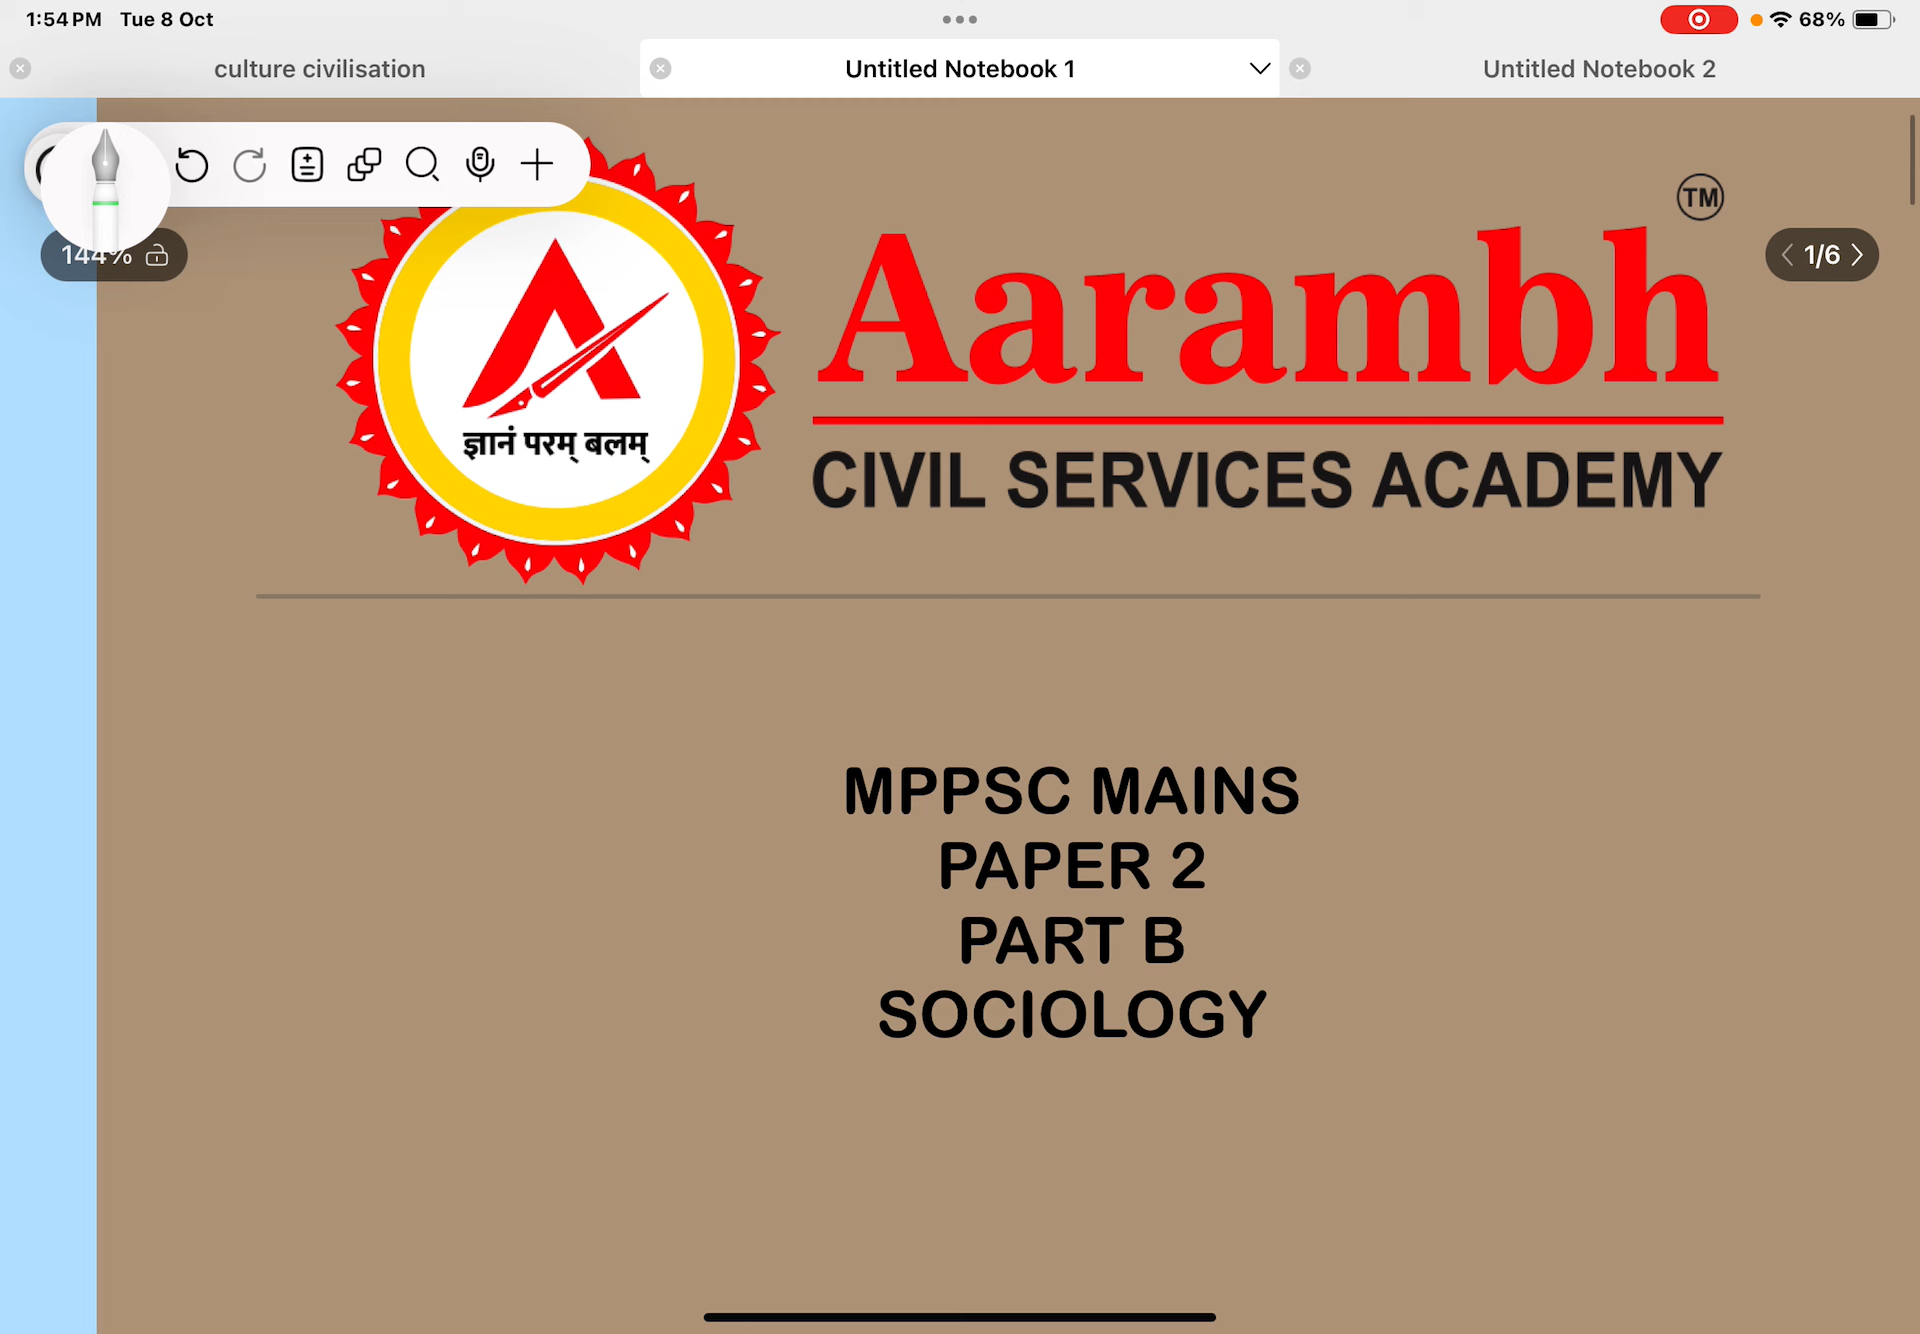 1:54 PM Tue 8 Oct
68%
culture civilisation
Untitled Notebook 1
Untitled Notebook 2
144%
1/6
TM
Aarambh
CIVIL SERVICES ACADEMY
ज्ञानं परम् बलम्
MPPSC MAINS
PAPER 2
PART B
SOCIOLOGY